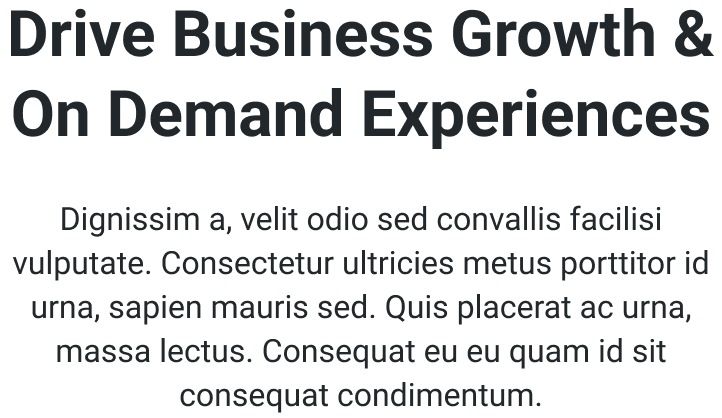 Drive Business Growth &
On Demand Experiences
Dignissim a, velit odio sed convallis facilisi
vulputate. Consectetur ultricies metus porttitor id
urna, sapien mauris sed. Quis placerat ac urna,
massa lectus. Consequat eu eu quam id sit
consequat condimentum.